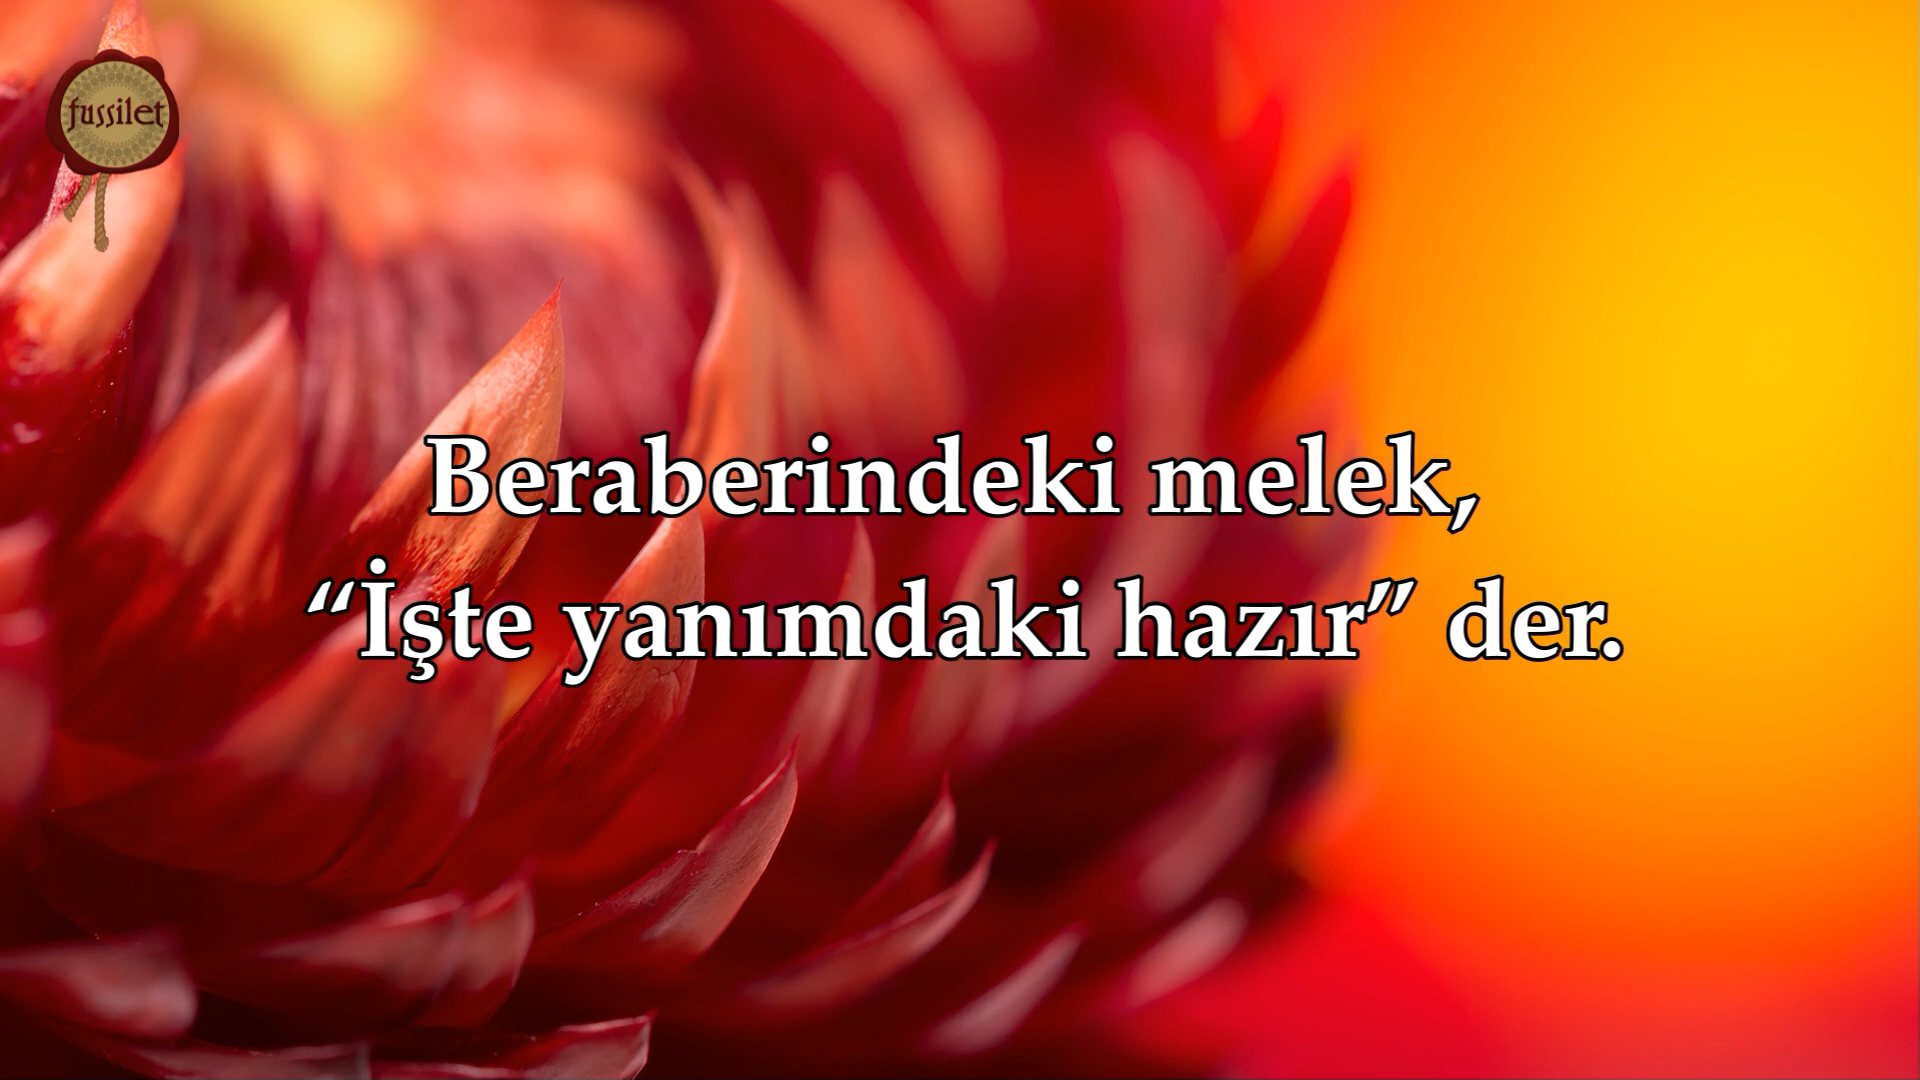 fussilet
Beraberindeki melek,
“İşte yanımdaki hazır” der.